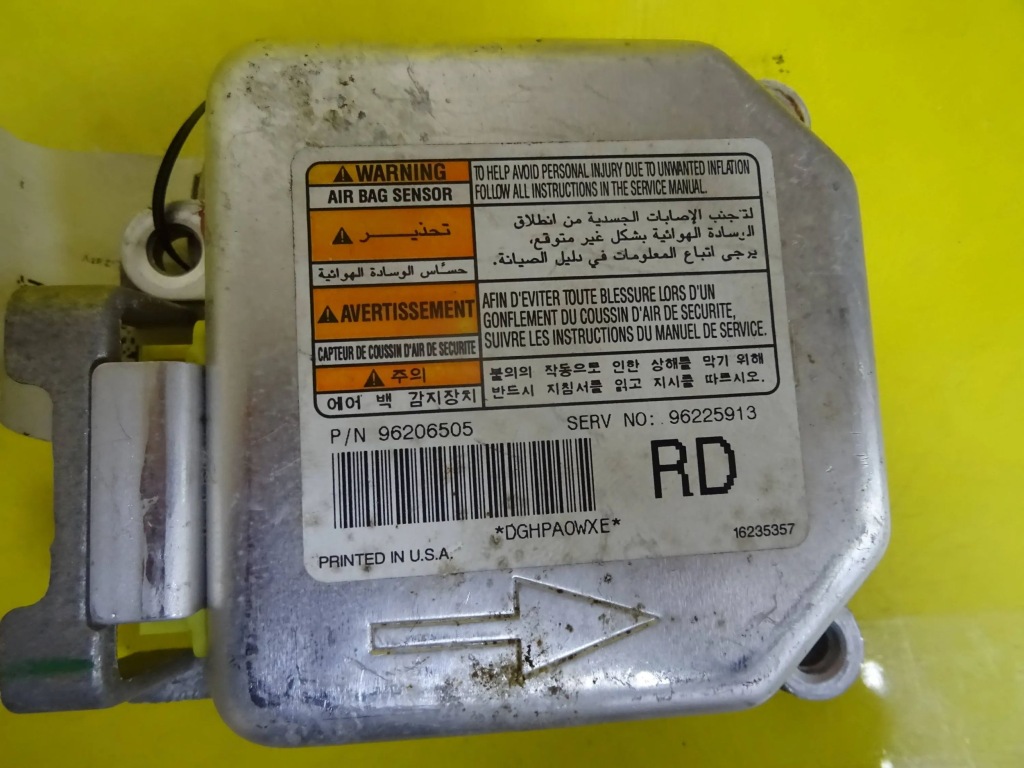 WARNING
AIR BAG SENSOR
TO HELP AVOID PERSONAL INJURY DUE TO UNWANTED INFLATION
FOLLOW ALL INSTRUCTIONS IN THE SERVICE MANUAL.
تحذيـــر
حسّاس الوسادة الهوائية
لتجنب الإصابات الجسدية من انطلاق
الوسادة الهوائية بشكل غير متوقع،
يرجى اتباع المعلومات في دليل الصيانة.
AVERTISSEMENT
CAPTEUR DE COUSSIN D'AIR DE SECURITE
AFIN D'EVITER TOUTE BLESSURE LORS D'UN
GONFLEMENT DU COUSSIN D'AIR DE SECURITE,
SUIVRE LES INSTRUCTIONS DU MANUEL DE SERVICE.
주의
에어 백 감지장치
불의의 작동으로 인한 상해를 막기 위해
반드시 지침서를 읽고 지시를 따르시오.
P/N 96206505
SERV NO: 96225913
RD
*DGHPA0WXE*
PRINTED IN U.S.A.
16235357